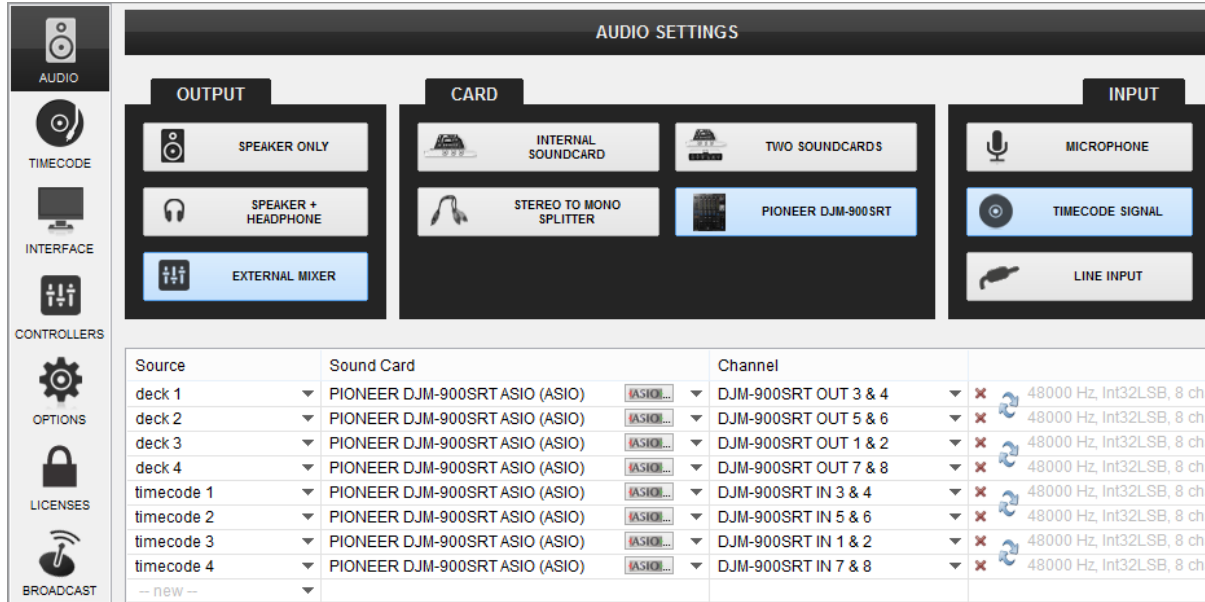 AUDIO SETTINGS
AUDIO
TIMECODE
INTERFACE
CONTROLLERS
OPTIONS
LICENSES
BROADCAST
OUTPUT
SPEAKER ONLY
SPEAKER +
HEADPHONE
EXTERNAL MIXER
CARD
INTERNAL
SOUNDCARD
TWO SOUNDCARDS
STEREO TO MONO
SPLITTER
PIONEER DJM-900SRT
INPUT
MICROPHONE
TIMECODE SIGNAL
LINE INPUT
Source Sound Card Channel
deck 1 PIONEER DJM-900SRT ASIO (ASIO) ASIO... DJM-900SRT OUT 3 & 4 48000 Hz, Int32LSB, 8 ch
deck 2 PIONEER DJM-900SRT ASIO (ASIO) ASIO... DJM-900SRT OUT 5 & 6 48000 Hz, Int32LSB, 8 ch
deck 3 PIONEER DJM-900SRT ASIO (ASIO) ASIO... DJM-900SRT OUT 1 & 2 48000 Hz, Int32LSB, 8 ch
deck 4 PIONEER DJM-900SRT ASIO (ASIO) ASIO... DJM-900SRT OUT 7 & 8 48000 Hz, Int32LSB, 8 ch
timecode 1 PIONEER DJM-900SRT ASIO (ASIO) ASIO... DJM-900SRT IN 3 & 4 48000 Hz, Int32LSB, 8 ch
timecode 2 PIONEER DJM-900SRT ASIO (ASIO) ASIO... DJM-900SRT IN 5 & 6 48000 Hz, Int32LSB, 8 ch
timecode 3 PIONEER DJM-900SRT ASIO (ASIO) ASIO... DJM-900SRT IN 1 & 2 48000 Hz, Int32LSB, 8 ch
timecode 4 PIONEER DJM-900SRT ASIO (ASIO) ASIO... DJM-900SRT IN 7 & 8 48000 Hz, Int32LSB, 8 ch
-- new --